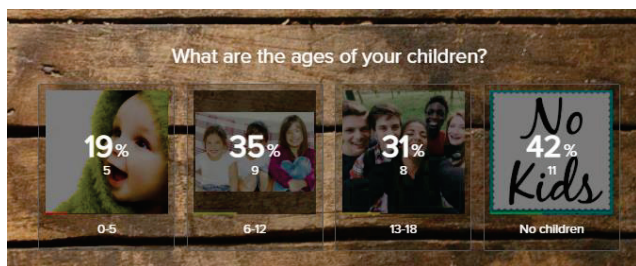 What are the ages of your children?
19%
5
0-5
35%
9
6-12
31%
8
13-18
No
42%
11
Kids
No children